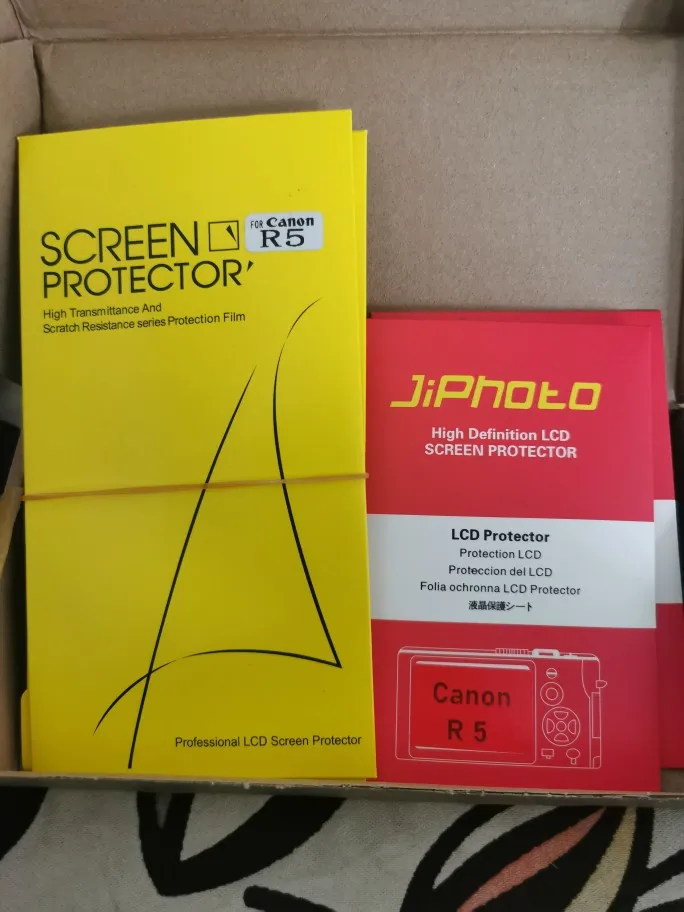 SCREEN
PROTECTOR
FOR Canon
R5
High Transmittance And
Scratch Resistance series Protection Film
Professional LCD Screen Protector
JiPhoto
High Definition LCD
SCREEN PROTECTOR
LCD Protector
Protection LCD
Proteccion del LCD
Folia ochronna LCD Protector
液晶保護シート
Canon
R 5